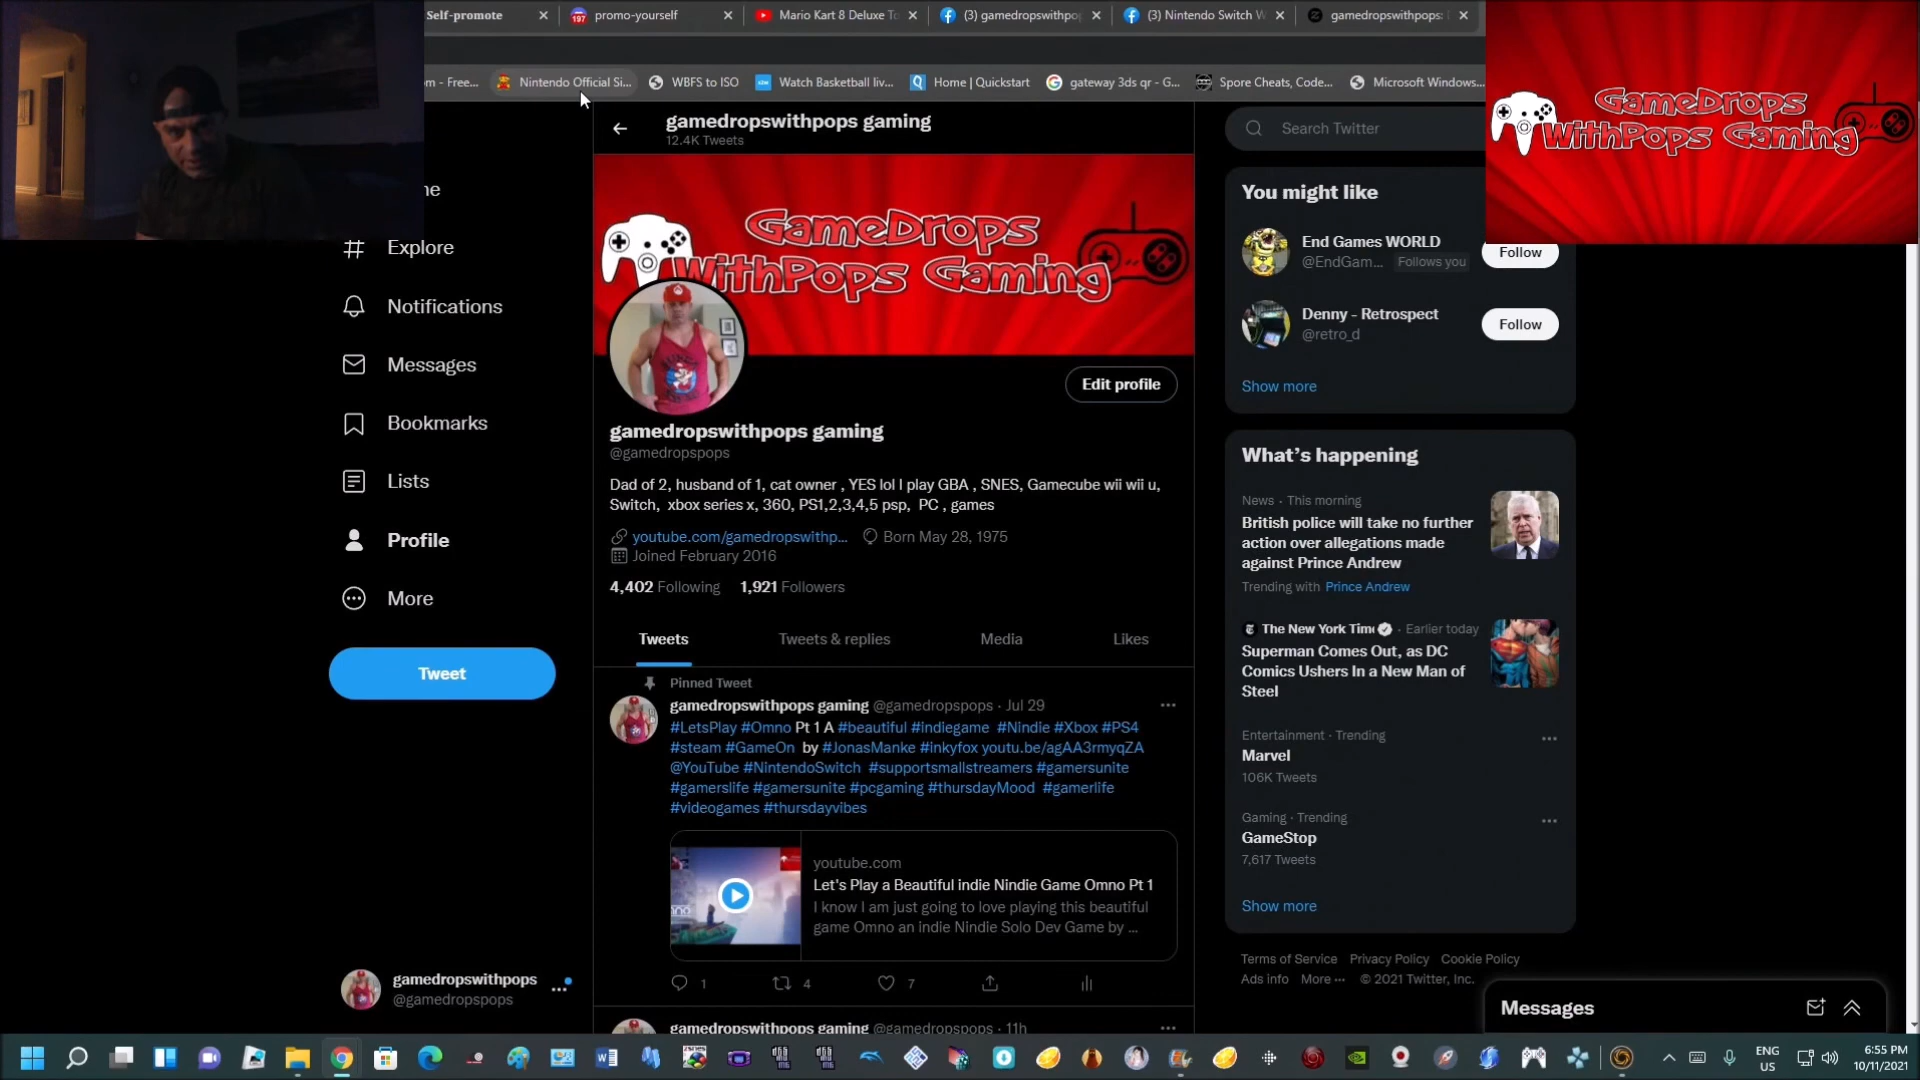 Self-promote
promo-yourself
Mario Kart 8 Deluxe To
(3) gamedropswithpop
(3) Nintendo Switch W
gamedropswithpops:
m - Free...
Nintendo Official Si...
WBFS to ISO
Watch Basketball liv...
Home | Quickstart
gateway 3ds qr - G...
Spore Cheats, Code...
Microsoft Windows...
GameDrops
WithPops Gaming
gamedropswithpops gaming
12.4K Tweets
Search Twitter
me
Explore
Notifications
Messages
Bookmarks
Lists
Profile
More
Tweet
gamedropswithpops
@gamedropspops
GameDrops
WithPops Gaming
Edit profile
gamedropswithpops gaming
@gamedropspops
Dad of 2, husband of 1, cat owner , YES lol I play GBA , SNES, Gamecube wii wii u,
Switch, xbox series x, 360, PS1,2,3,4,5 psp, PC , games
youtube.com/gamedropswithp...
Born May 28, 1975
Joined February 2016
4,402 Following 1,921 Followers
Tweets
Tweets & replies
Media
Likes
Pinned Tweet
gamedropswithpops gaming @gamedropspops · Jul 29
#LetsPlay #Omno Pt 1 A #beautiful #indiegame #Nindie #Xbox #PS4
#steam #GameOn by #JonasManke #inkyfox youtu.be/agAA3rmyqZA
@YouTube #NintendoSwitch #supportsmallstreamers #gamersunite
#gamerslife #gamersunite #pcgaming #thursdayMood #gamerlife
#videogames #thursdayvibes
youtube.com
Let's Play a Beautiful indie Nindie Game Omno Pt 1
I know I am just going to love playing this beautiful
game Omno an indie Nindie Solo Dev Game by ...
1
4
7
gamedropswithpops gaming @gamedropspops · 11h
You might like
End Games WORLD
@EndGam... Follows you
Follow
Denny - Retrospect
@retro_d
Follow
Show more
What's happening
News · This morning
British police will take no further
action over allegations made
against Prince Andrew
Trending with Prince Andrew
The New York Tim · Earlier today
Superman Comes Out, as DC
Comics Ushers In a New Man of
Steel
Entertainment · Trending
Marvel
106K Tweets
Gaming · Trending
GameStop
7,617 Tweets
Show more
Terms of Service Privacy Policy Cookie Policy
Ads info More ··· © 2021 Twitter, Inc.
Messages
ENG
US
6:55 PM
10/11/2021